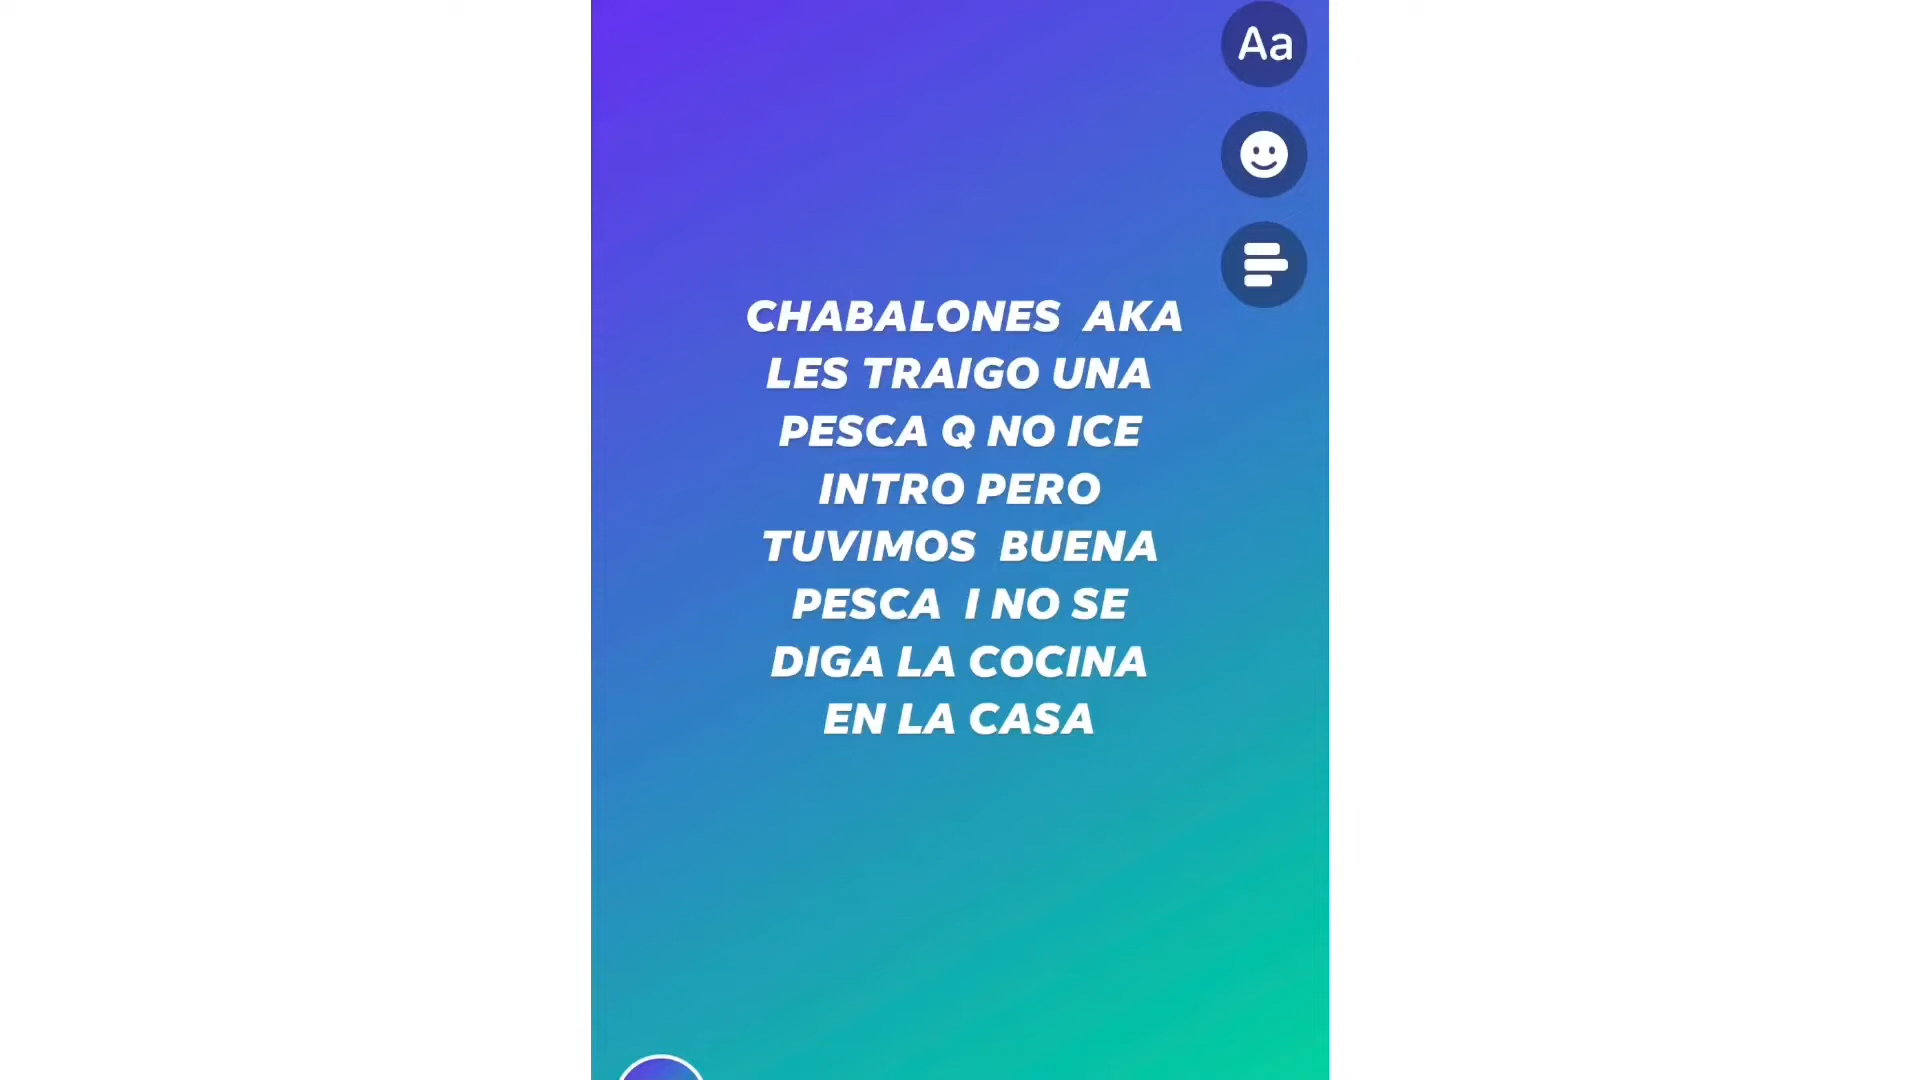 Aa
CHABALONES AKA
LES TRAIGO UNA
PESCA Q NO ICE
INTRO PERO
TUVIMOS BUENA
PESCA I NO SE
DIGA LA COCINA
EN LA CASA